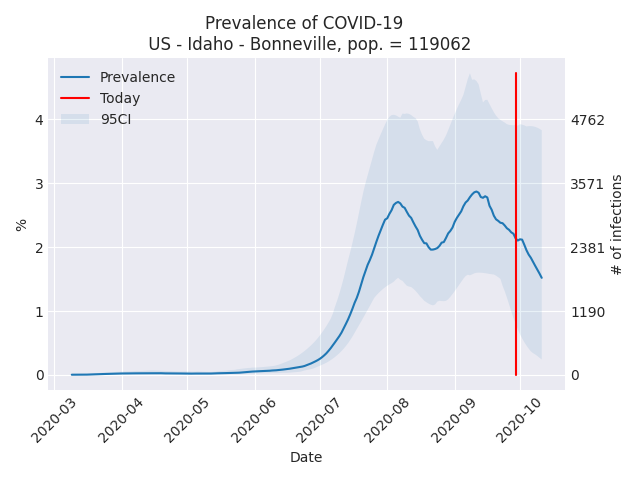 Prevalence of COVID-19
US - Idaho - Bonneville, pop. = 119062
Prevalence
Today
95CI
4
3
2
1
0
%
4762
3571
2381
1190
0
# of infections
2020-03
2020-04
2020-05
2020-06
2020-07
2020-08
2020-09
2020-10
Date